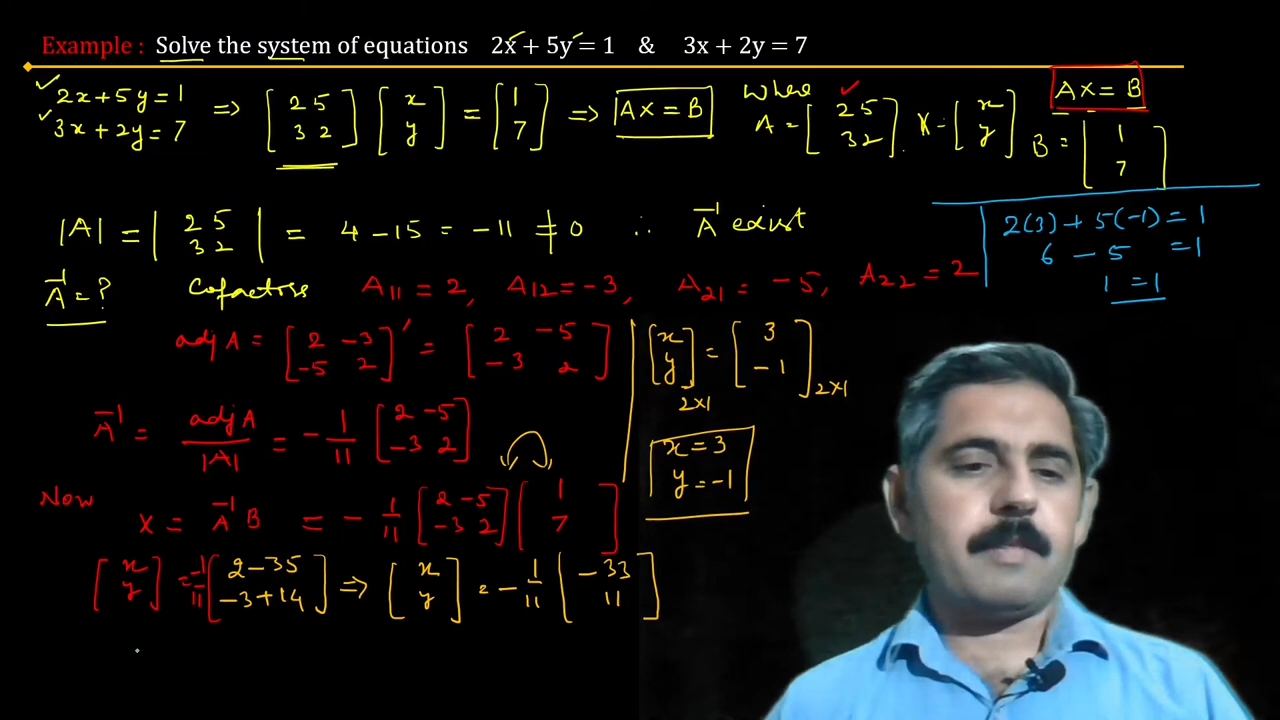 Example : Solve the system of equations 2x + 5y = 1 & 3x + 2y = 7
2x + 5y = 1
3x + 2y = 7
⇒ [2 5
3 2] [x
y] = [1
7] ⇒ AX = B
Where
A = [2 5
3 2] . X = [x
y]
AX = B
B = [1
7]
|A| = |2 5
3 2| = 4 - 15 = -11 ≠ 0 ∴ A⁻¹ exist
2(3) + 5(-1) = 1
6 - 5 = 1
1 = 1
A⁻¹ = ? Cofactors A11 = 2, A12 = -3, A21 = -5, A22 = 2
adj A = [2 -3
-5 2]′ = [2 -5
-3 2]
A⁻¹ = adj A / |A| = -1/11 [2 -5
-3 2]
Now
X = A⁻¹ B = -1/11 [2 -5
-3 2] [1
7]
[x
y] = -1/11 [2 - 35
-3 + 14] ⇒ [x
y] = -1/11 [-33
11]
[x
y] 2x1 = [3
-1] 2x1
x = 3
y = -1